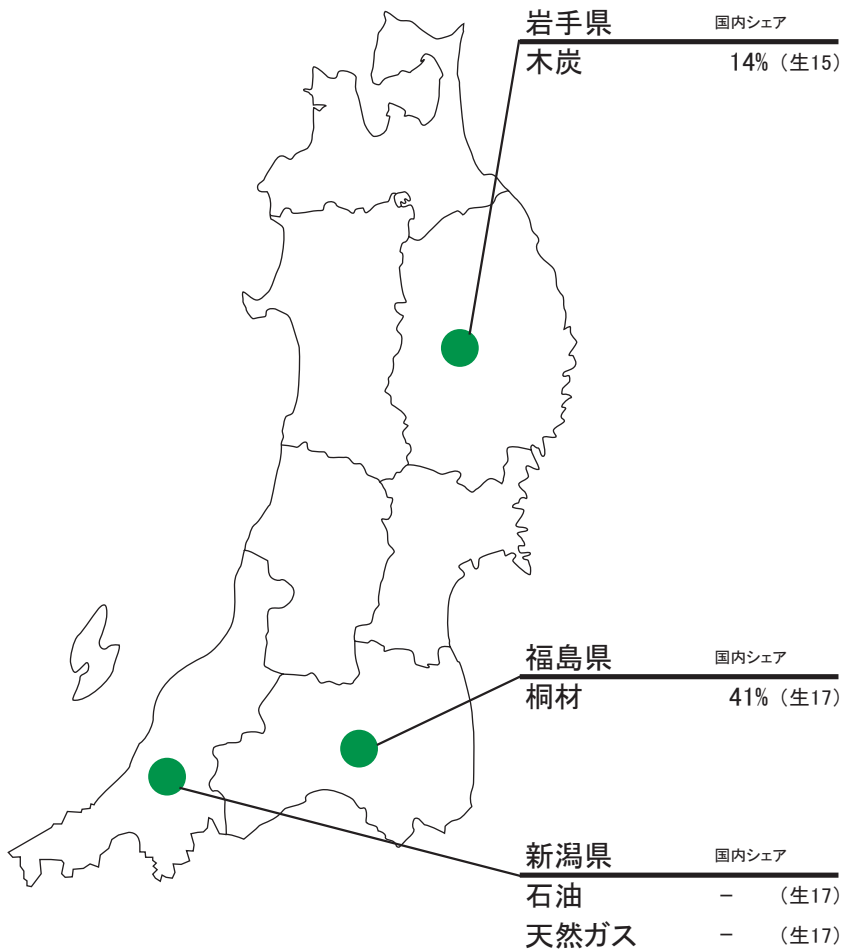 岩手県 国内シェア
木炭 14% (生15)
福島県 国内シェア
桐材 41% (生17)
新潟県 国内シェア
石油 − (生17)
天然ガス − (生17)